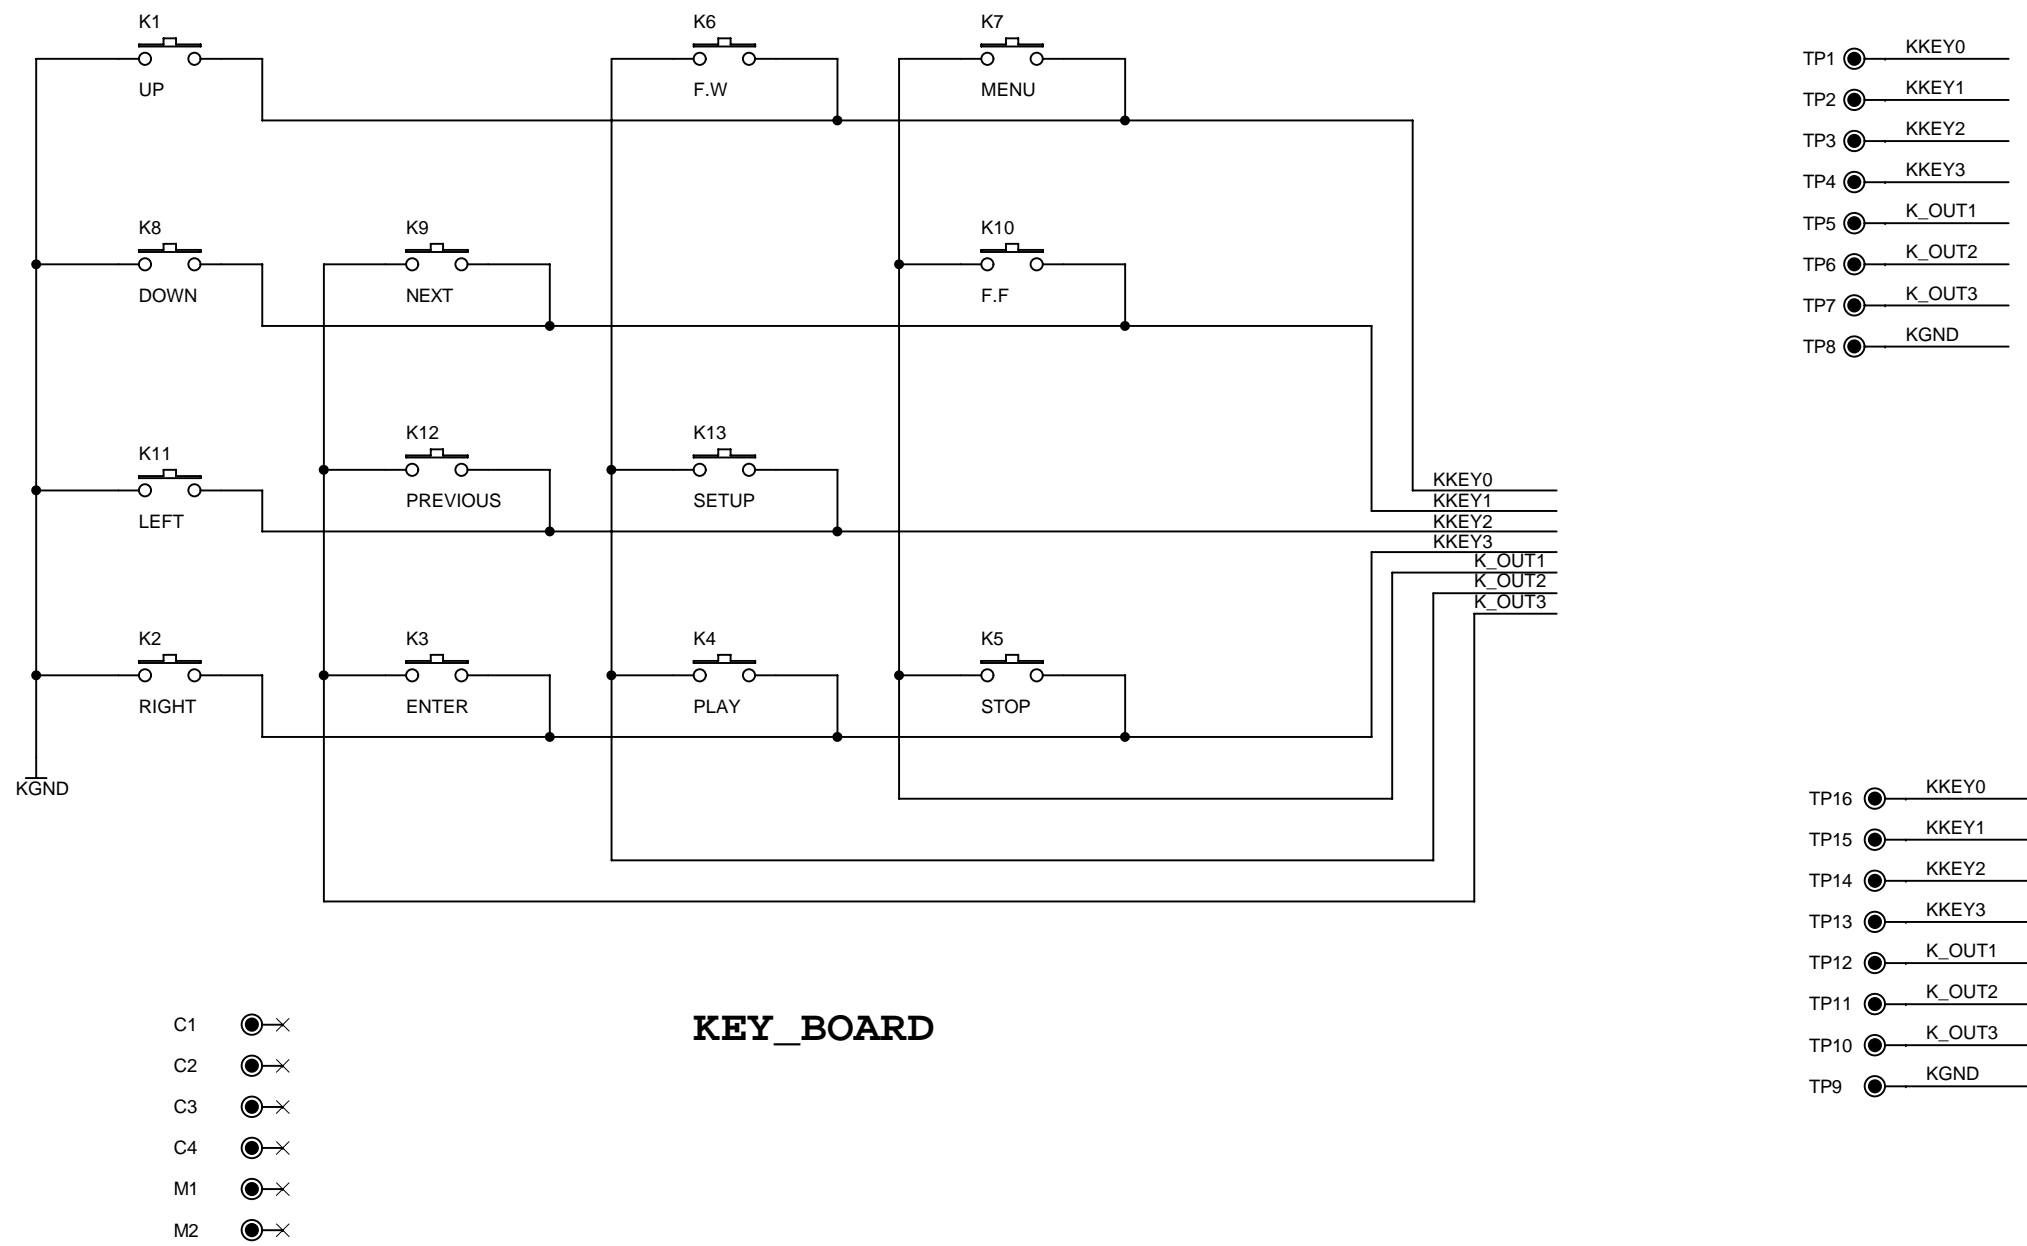 K1
K6
K7
UP
F.W
MENU
K8
K9
K10
DOWN
NEXT
F.F
K11
K12
K13
LEFT
PREVIOUS
SETUP
KKEY0
KKEY1
KKEY2
KKEY3
K_OUT1
K_OUT2
K_OUT3
K2
K3
K4
K5
RIGHT
ENTER
PLAY
STOP
KGND
TP1 KKEY0
TP2 KKEY1
TP3 KKEY2
TP4 KKEY3
TP5 K_OUT1
TP6 K_OUT2
TP7 K_OUT3
TP8 KGND
TP16 KKEY0
TP15 KKEY1
TP14 KKEY2
TP13 KKEY3
TP12 K_OUT1
TP11 K_OUT2
TP10 K_OUT3
TP9 KGND
KEY_BOARD
C1
C2
C3
C4
M1
M2